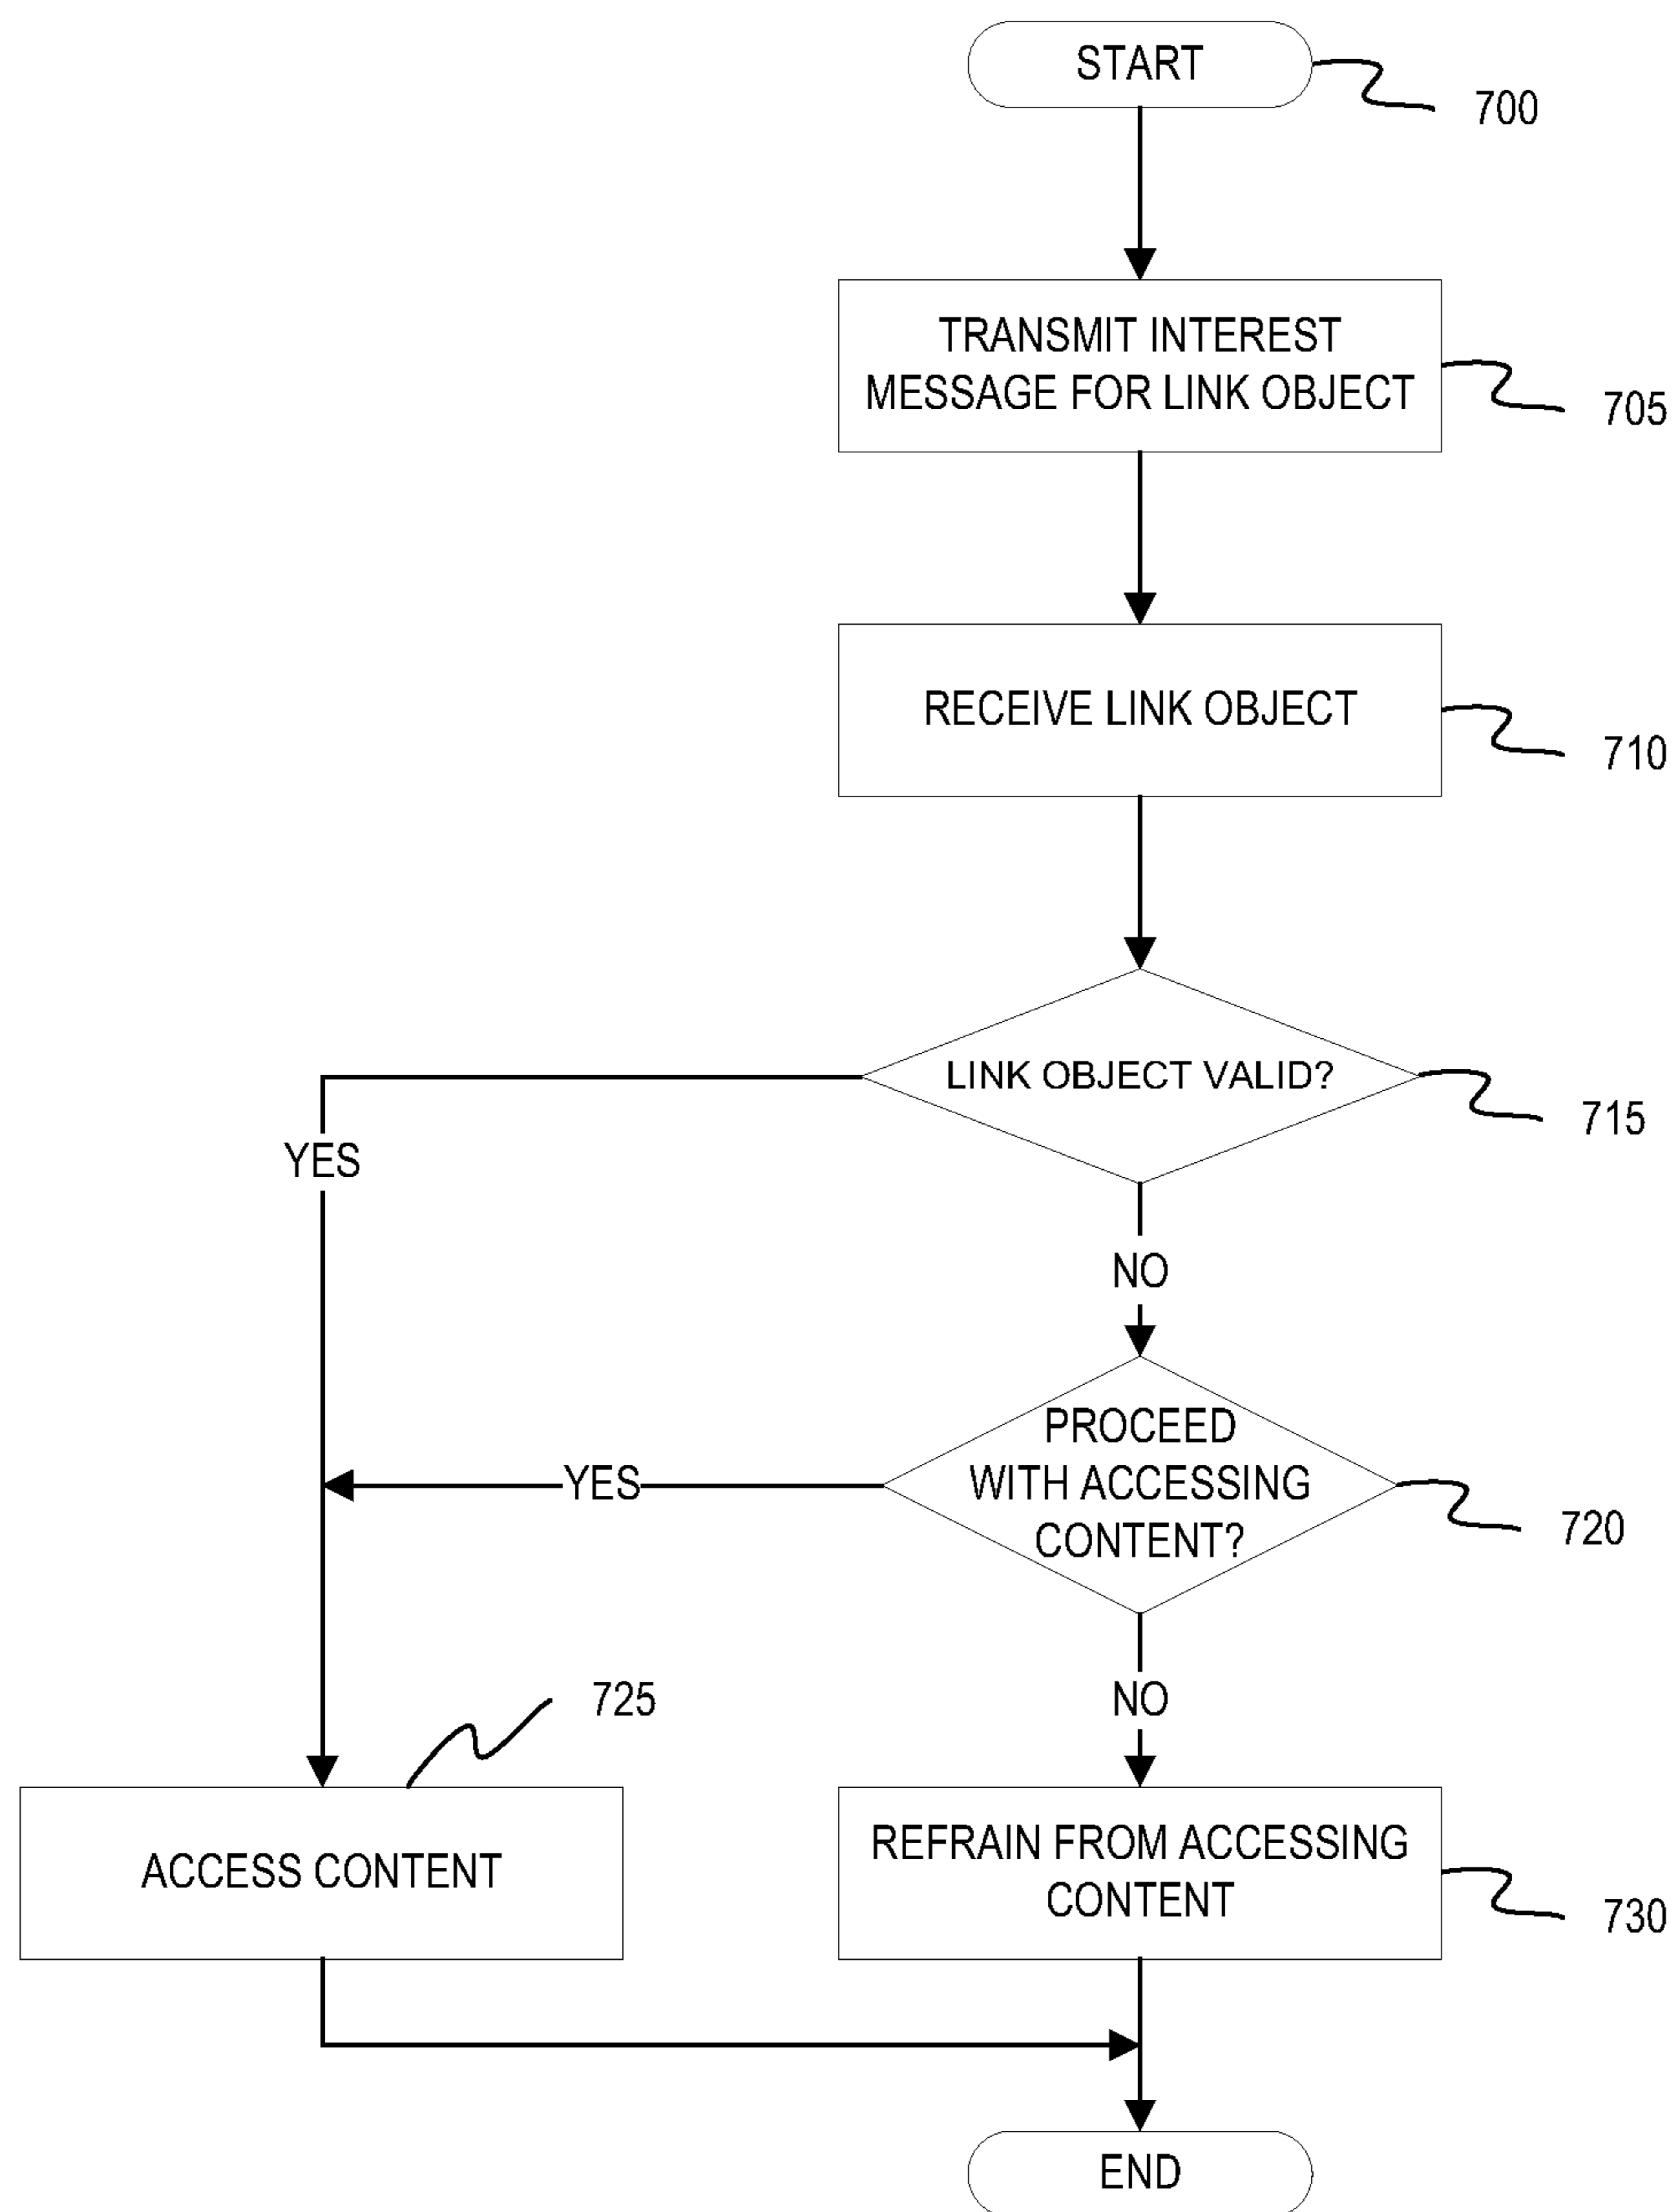 START
700
TRANSMIT INTEREST
MESSAGE FOR LINK OBJECT
705
RECEIVE LINK OBJECT
710
LINK OBJECT VALID?
715
YES
NO
PROCEED
WITH ACCESSING
CONTENT?
YES
720
NO
725
ACCESS CONTENT
REFRAIN FROM ACCESSING
CONTENT
730
END